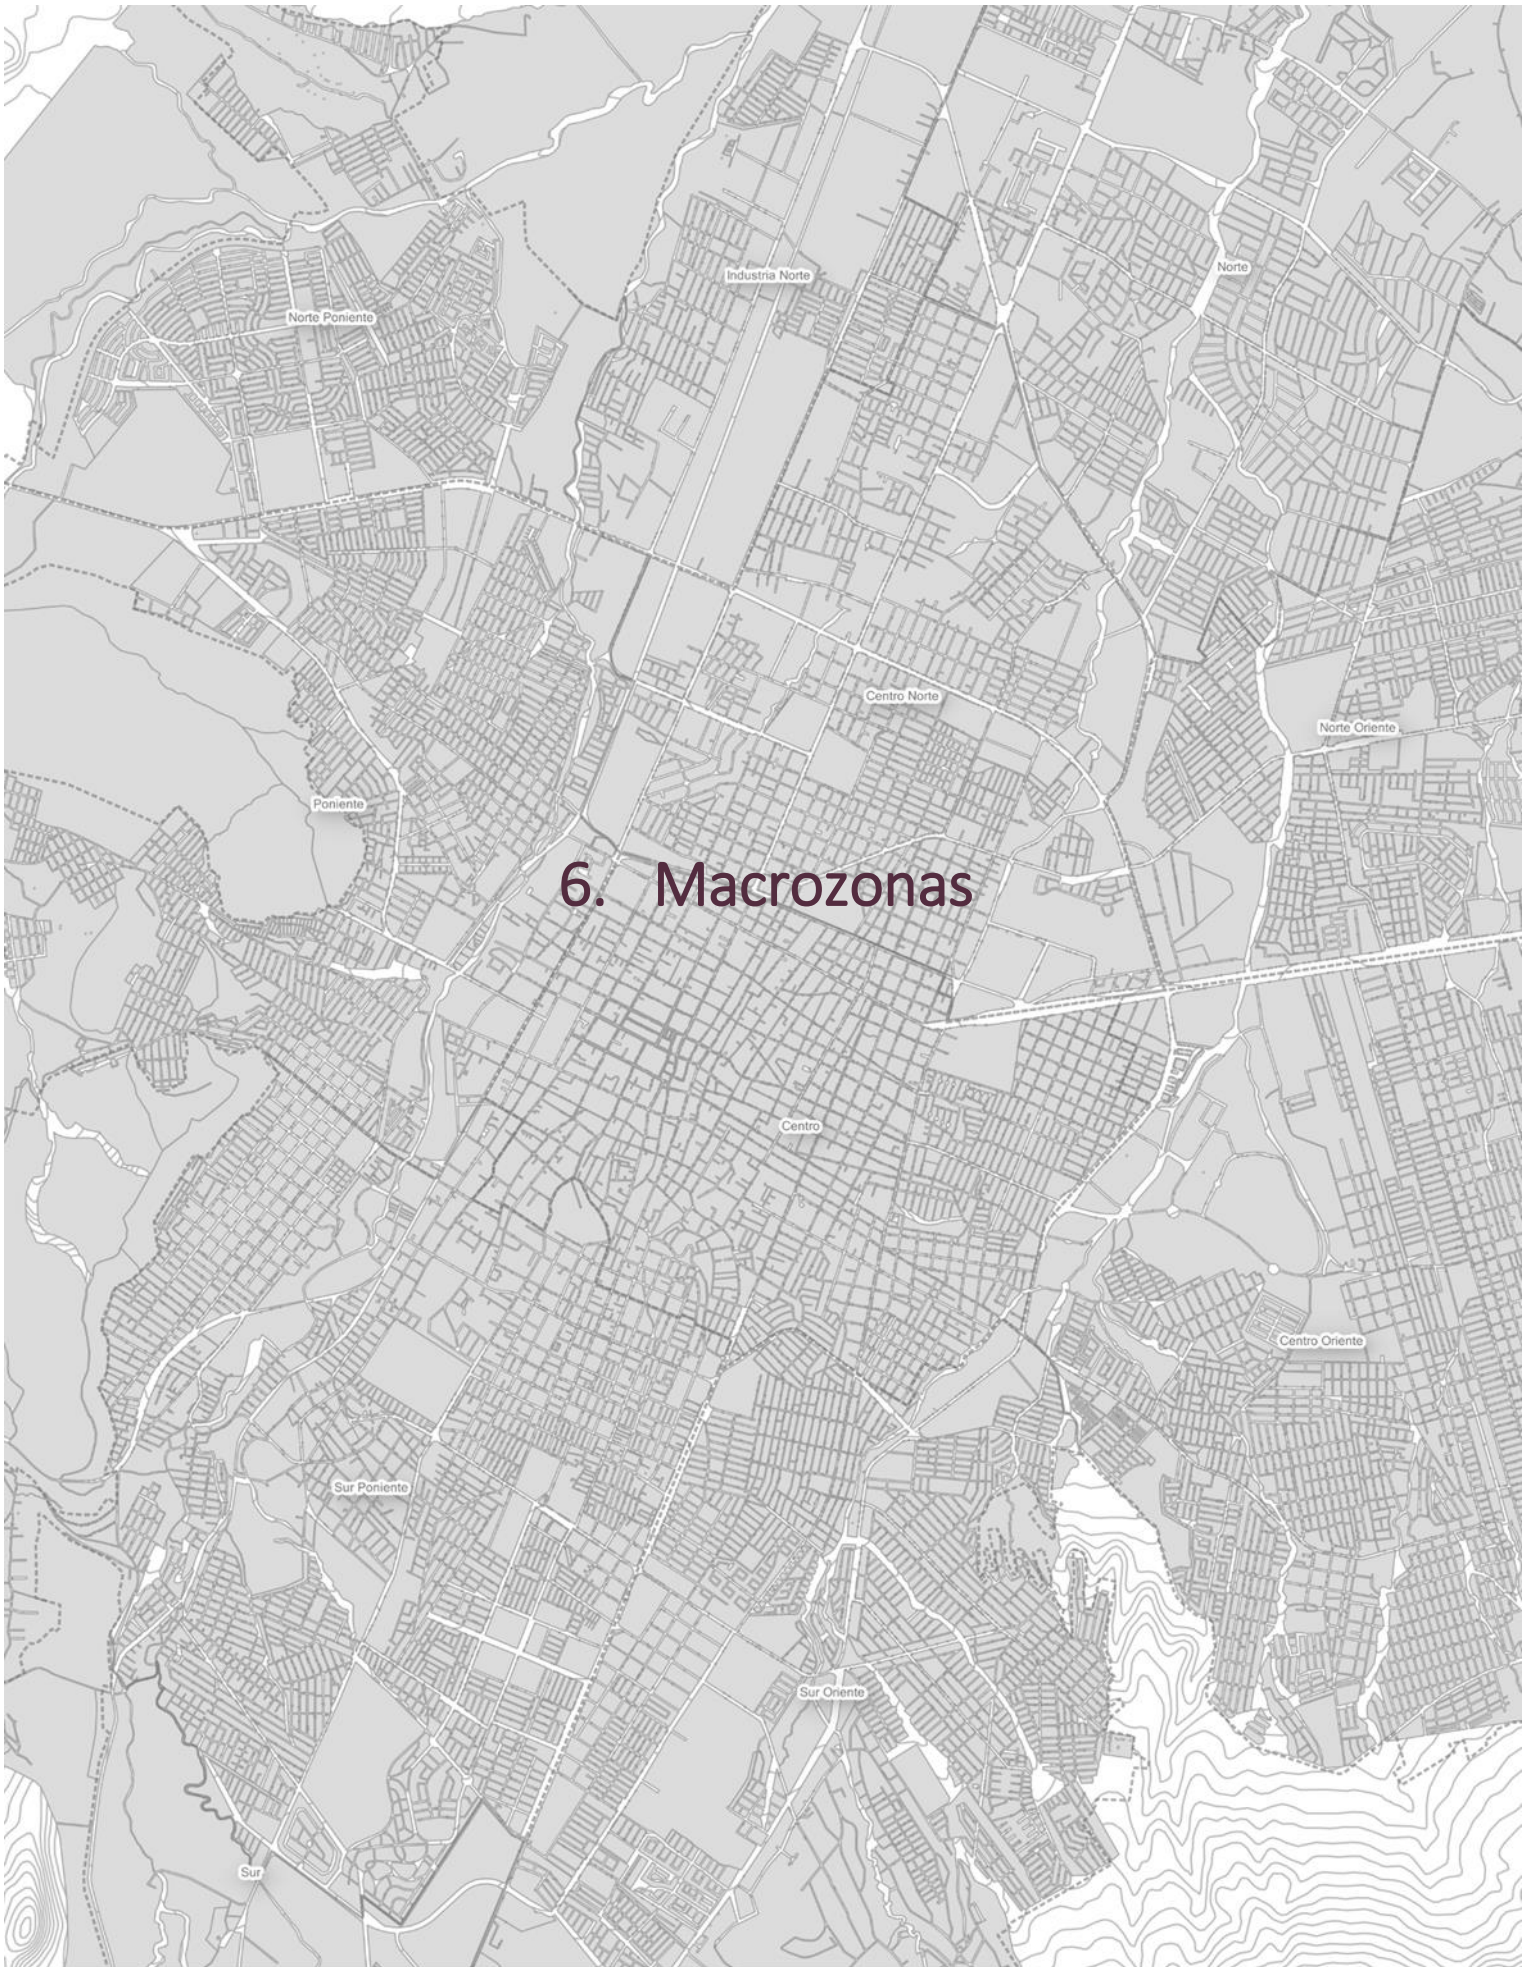 Industria Norte
Norte
Norte Poniente
Centro Norte
Norte Oriente
Poniente
6. Macrozonas
Centro
Centro Oriente
Sur Poniente
Sur Oriente
Sur